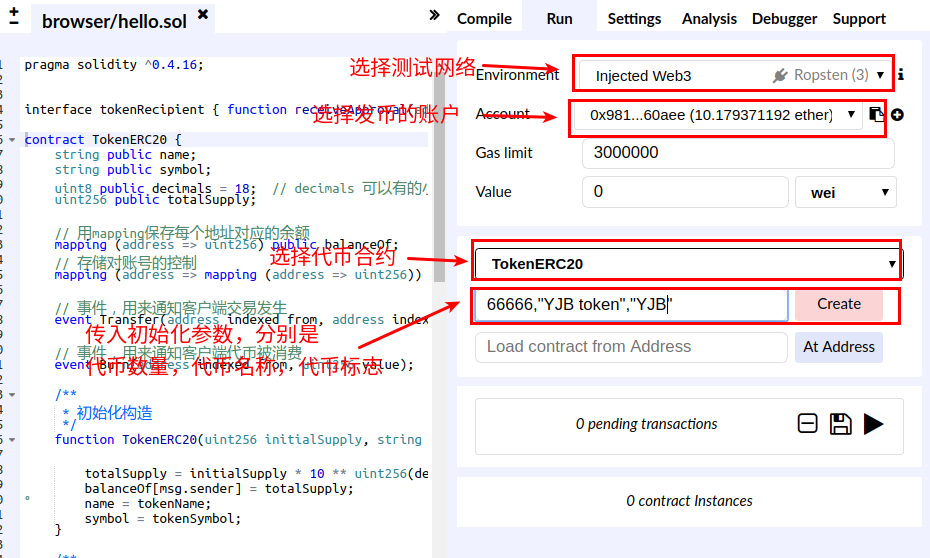 browser/hello.sol
Compile Run Settings Analysis Debugger Support
pragma solidity ^0.4.16;
interface tokenRecipient { function
contract TokenERC20 {
string public name;
string public symbol;
uint8 public decimals = 18; // decimals 可以有的
uint256 public totalSupply;
// 用mapping保存每个地址对应的余额
mapping (address => uint256) public balanceOf;
// 存储对账号的控制
mapping (address => mapping (address => uint256))
// 事件，用来通知客户端交易发生
event Transfer(address indexed from, address index
// 事件，用来通知客户端代币被消费
event Burn(address indexed from, uint256 value);
/**
* 初始化构造
*/
function TokenERC20(uint256 initialSupply, string
totalSupply = initialSupply * 10 ** uint256(de
balanceOf[msg.sender] = totalSupply;
name = tokenName;
symbol = tokenSymbol;
}
/**
选择测试网络
选择发币的账户
选择代币合约
传入初始化参数，分别是
代币数量，代币名称，代币标志
Environment Injected Web3 Ropsten (3)
Account 0x981...60aee (10.179371192 ether)
Gas limit 3000000
Value 0 wei
TokenERC20
66666,"YJB token","YJB" Create
Load contract from Address At Address
0 pending transactions
0 contract Instances